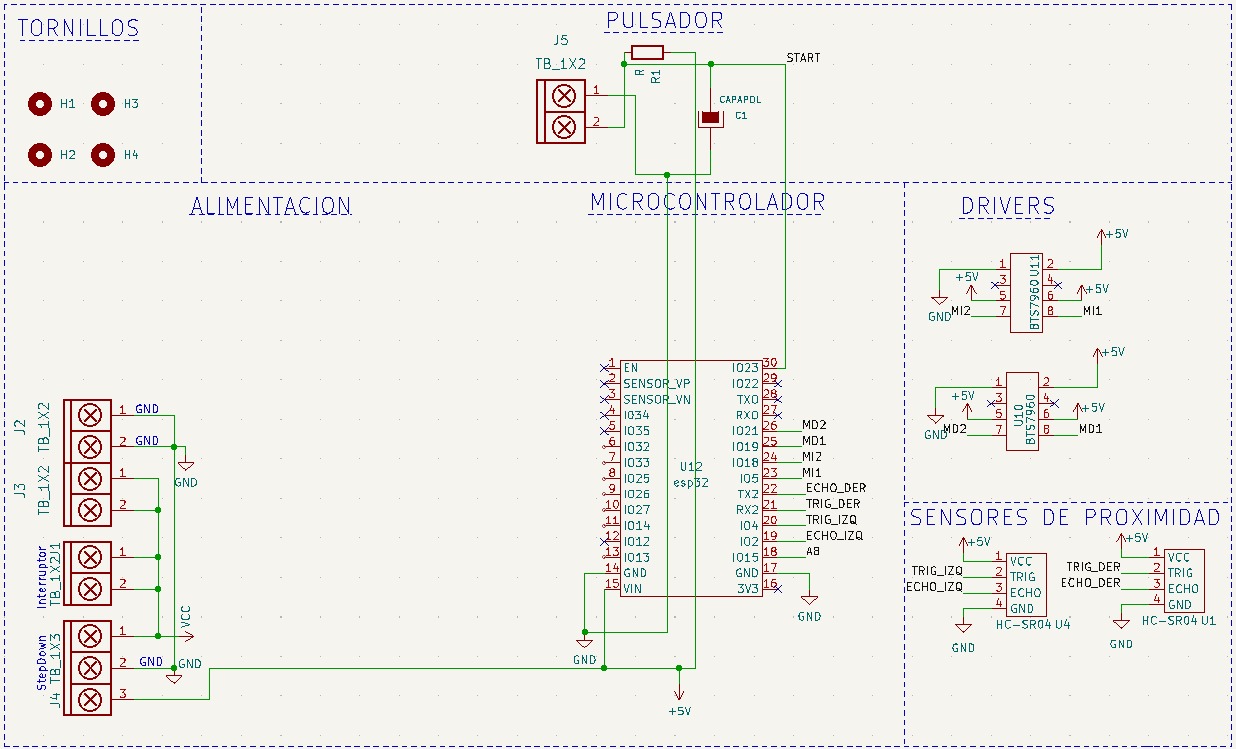 TORNILLOS
H1
H3
H2
H4
PULSADOR
J5
TB_1X2
1
2
R
R1
START
CAPAPOL
C1
ALIMENTACION
J2
TB_1X2
1
GND
2
GND
GND
J3
TB_1X2
1
2
Interruptor
TB_1X2J1
1
2
VCC
StepDown
J4
TB_1X3
1
2
GND
GND
3
MICROCONTROLADOR
1 EN
2 SENSOR_VP
3 SENSOR_VN
4 IO34
5 IO35
6 IO32
7 IO33
8 IO25
9 IO26
10 IO27
11 IO14
12 IO12
13 IO13
14 GND
15 VIN
U12
esp32
IO23 30
IO22 29
TX0 28
RX0 27
IO21 26 MD2
IO19 25 MD1
IO18 24 MI2
IO5 23 MI1
TX2 22 ECHO_DER
RX2 21 TRIG_DER
IO4 20 TRIG_IZQ
IO2 19 ECHO_IZQ
IO15 18 AB
GND 17
3V3 16
GND
GND
+5V
DRIVERS
+5V
1
2
+5V
3
4
+5V
5
6
GND
MI2
7
8
MI1
BTS7960 U11
+5V
1
2
+5V
3
4
+5V
5
6
GND
MD2
7
8
MD1
U10
BTS7960
SENSORES DE PROXIMIDAD
+5V
1 VCC
TRIG_IZQ 2 TRIG
ECHO_IZQ 3 ECHO
4 GND
HC-SR04 U4
GND
+5V
1 VCC
TRIG_DER 2 TRIG
ECHO_DER 3 ECHO
4 GND
HC-SR04 U1
GND